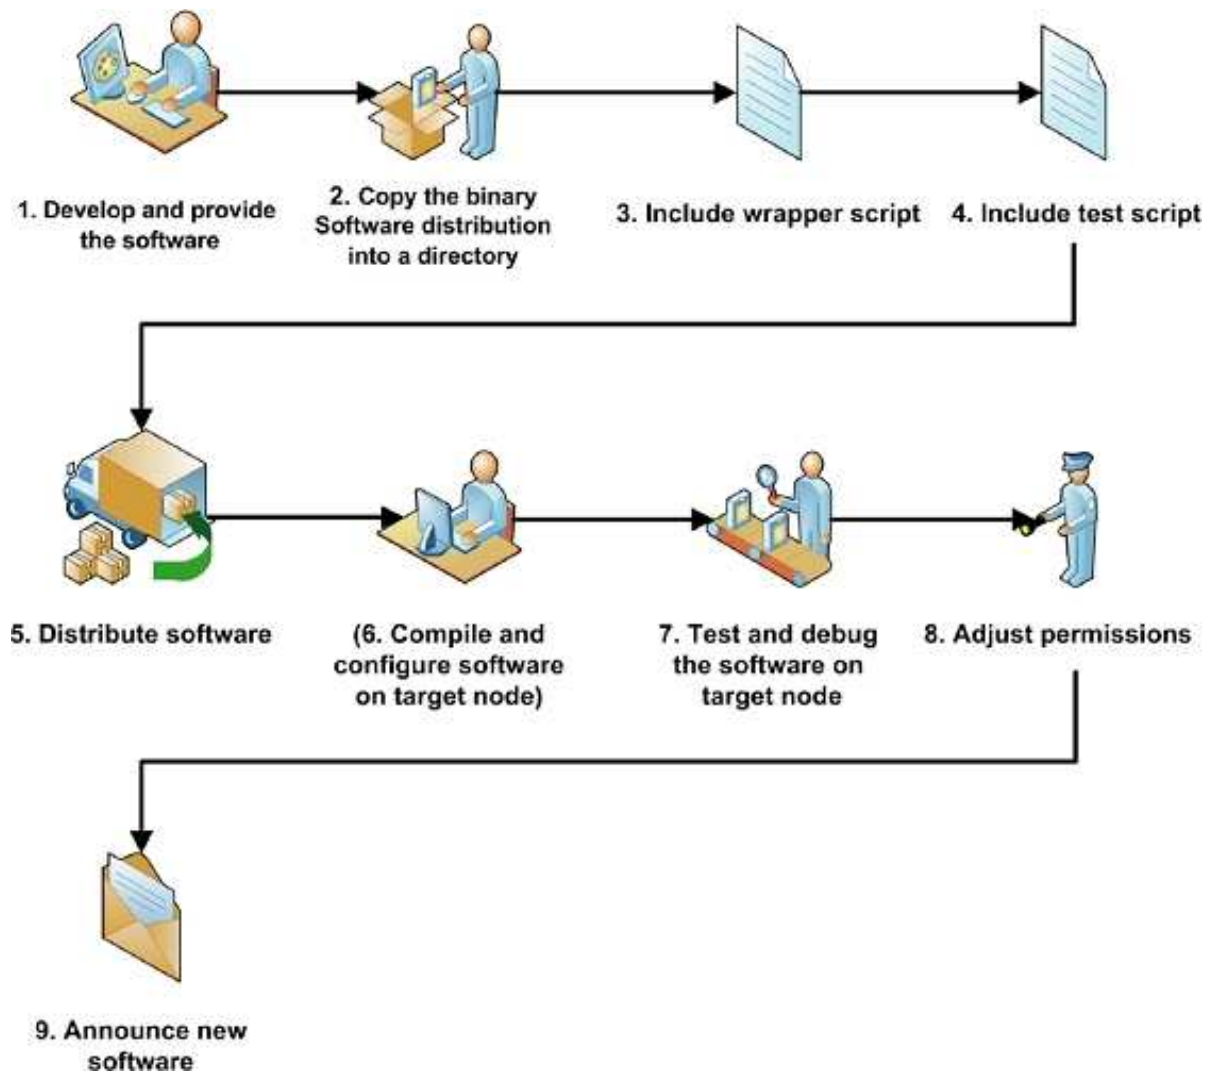 1. Develop and provide
the software
2. Copy the binary
Software distribution
into a directory
3. Include wrapper script
4. Include test script
5. Distribute software
(6. Compile and
configure software
on target node)
7. Test and debug
the software on
target node
8. Adjust permissions
9. Announce new
software